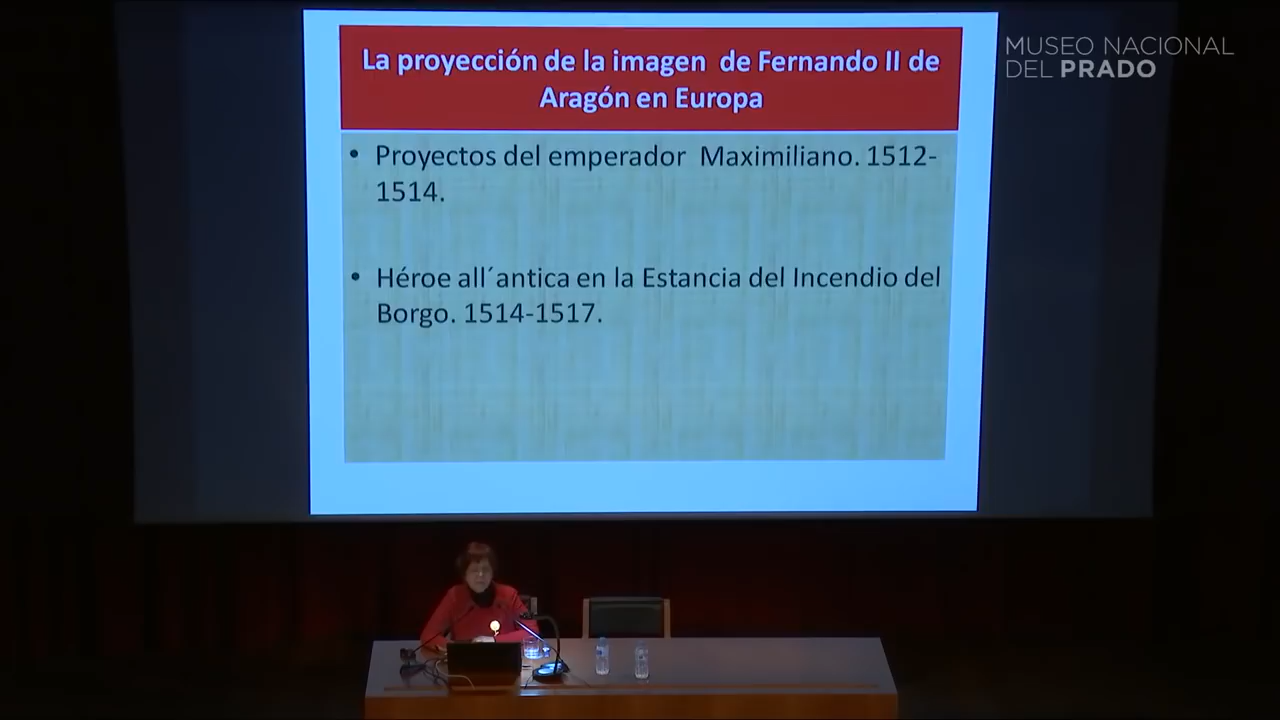 La proyección de la imagen de Fernando II de
Aragón en Europa
• Proyectos del emperador Maximiliano. 1512-
1514.
• Héroe all´antica en la Estancia del Incendio del
Borgo. 1514-1517.
MUSEO NACIONAL
DEL PRADO